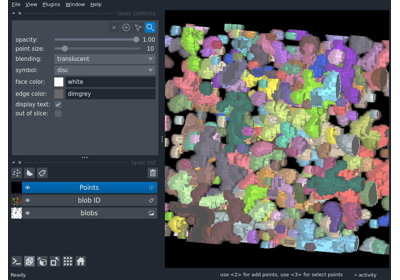 File View Plugins Window Help
layer controls
opacity: 1.00
point size: 10
blending: translucent
symbol: disc
face color: white
edge color: dimgrey
display text:
out of slice:
layer list
Points
blob ID
blobs
Ready
use <2> for add points, use <3> for select points
activity